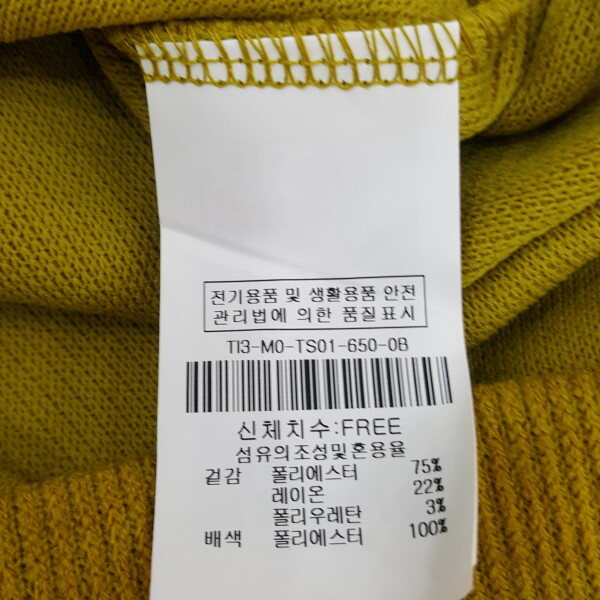 전기용품 및 생활용품 안전
관리법에 의한 품질표시
TI3-M0-TS01-650-0B
신체치수:FREE
섬유의조성및혼용율
겉감 폴리에스터 75%
레이온 22%
폴리우레탄 3%
배색 폴리에스터 100%